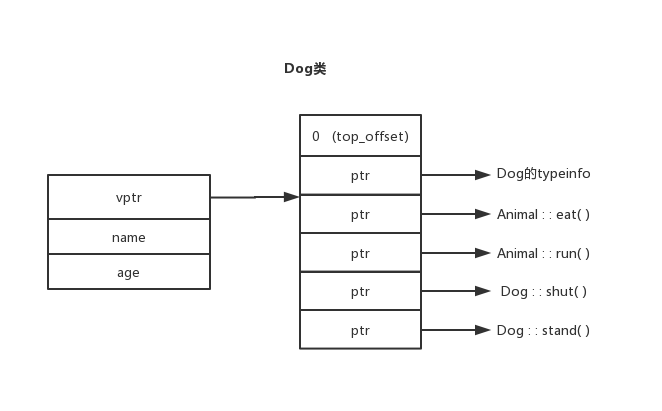 Dog类
0 (top_offset)
vptr
name
age
ptr
ptr
ptr
ptr
ptr
Dog的typeinfo
Animal : : eat( )
Animal : : run( )
Dog : : shut( )
Dog : : stand( )